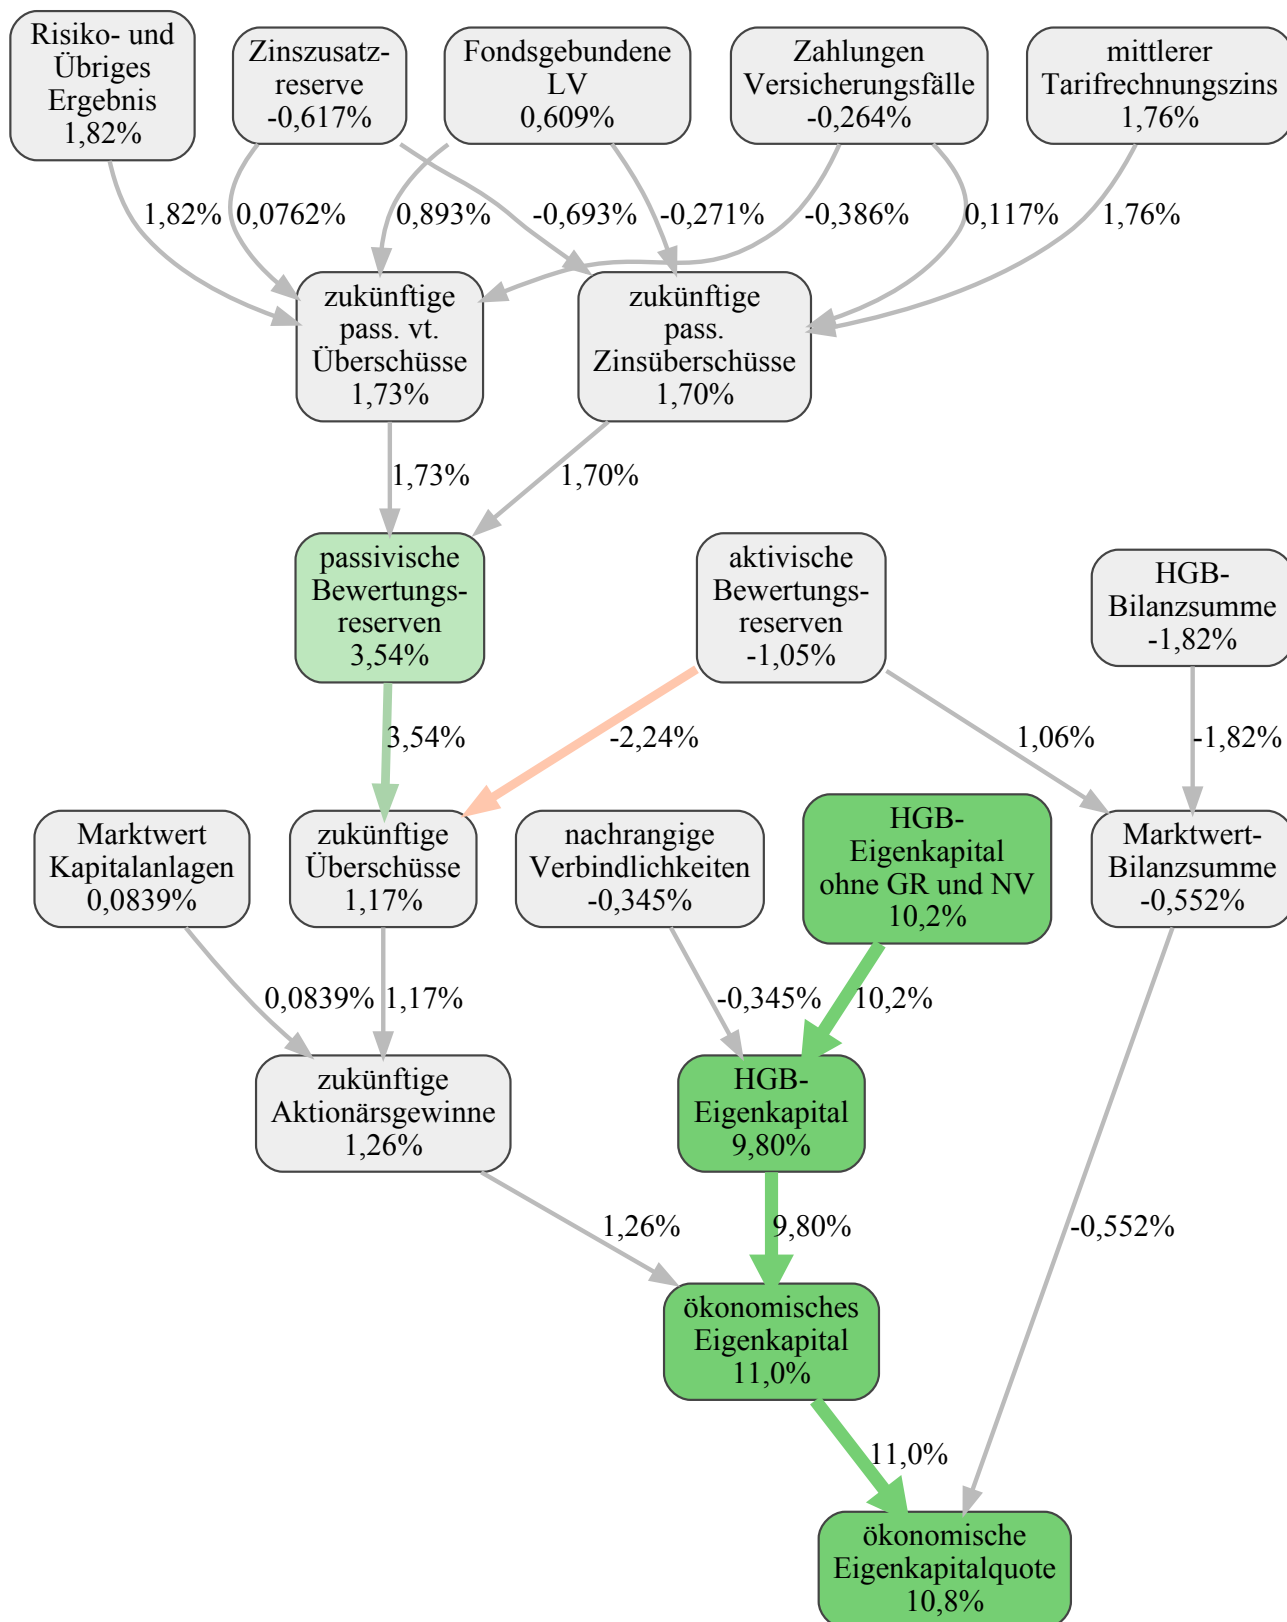 Risiko- und
Übriges
Ergebnis
1,82%
Zinszusatz-
reserve
-0,617%
Fondsgebundene
LV
0,609%
Zahlungen
Versicherungsfälle
-0,264%
mittlerer
Tarifrechnungszins
1,76%
1,82%
0,0762%
0,893%
-0,693%
-0,271%
-0,386%
0,117%
1,76%
zukünftige
pass. vt.
Überschüsse
1,73%
zukünftige
pass.
Zinsüberschüsse
1,70%
1,73%
1,70%
passivische
Bewertungs-
reserven
3,54%
aktivische
Bewertungs-
reserven
-1,05%
HGB-
Bilanzsumme
-1,82%
3,54%
-2,24%
1,06%
-1,82%
Marktwert
Kapitalanlagen
0,0839%
zukünftige
Überschüsse
1,17%
nachrangige
Verbindlichkeiten
-0,345%
HGB-
Eigenkapital
ohne GR und NV
10,2%
Marktwert-
Bilanzsumme
-0,552%
0,0839%
1,17%
-0,345%
10,2%
zukünftige
Aktionärsgewinne
1,26%
HGB-
Eigenkapital
9,80%
1,26%
9,80%
-0,552%
ökonomisches
Eigenkapital
11,0%
11,0%
ökonomische
Eigenkapitalquote
10,8%